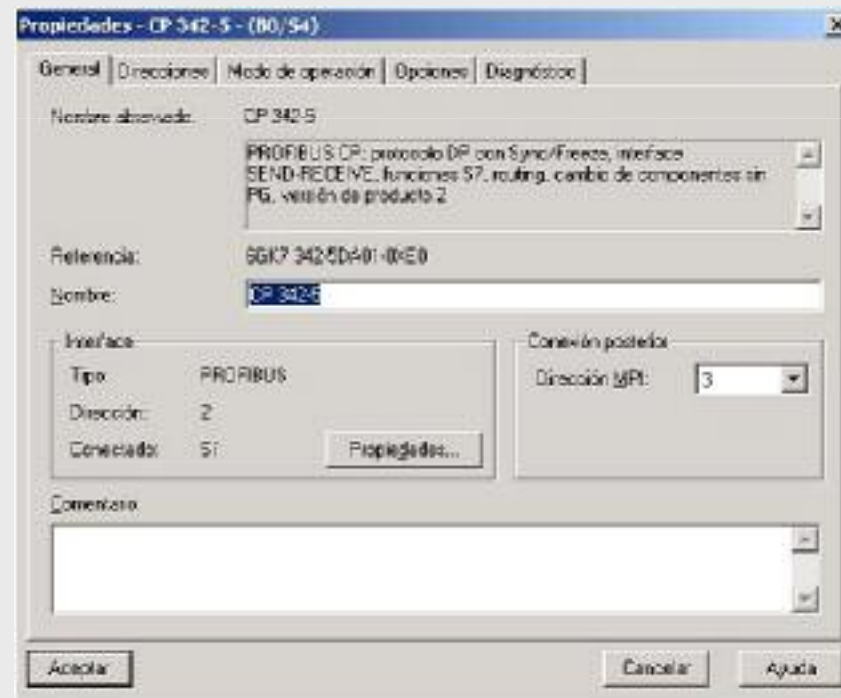 Propiedades - CP 342-5 - (R0/S4)
General Direcciones Modo de operación Opciones Diagnóstico
Nombre abreviado: CP 342-5
PROFIBUS CP: protocolo DP con Sync/Freeze, interface
SEND-RECEIVE, funciones S7, routing, cambio de componentes sin
PG, versión de producto 2
Referencia: 6GK7 342-5DA01-0XE0
Nombre: CP 342-5
Interface
Conexión posterior
Tipo: PROFIBUS
Dirección MPI: 3
Dirección: 2
Conectado: Sí
Propiedades...
Comentario:
Aceptar Cancelar Ayuda